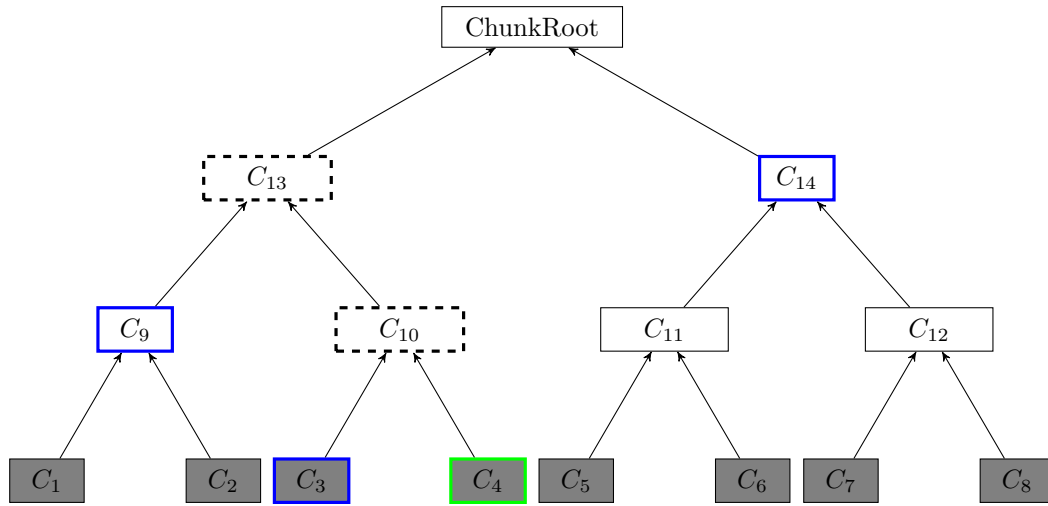 ChunkRoot
C₁₃ C₁₄
C₉ C₁₀ C₁₁ C₁₂
C₁ C₂ C₃ C₄ C₅ C₆ C₇ C₈